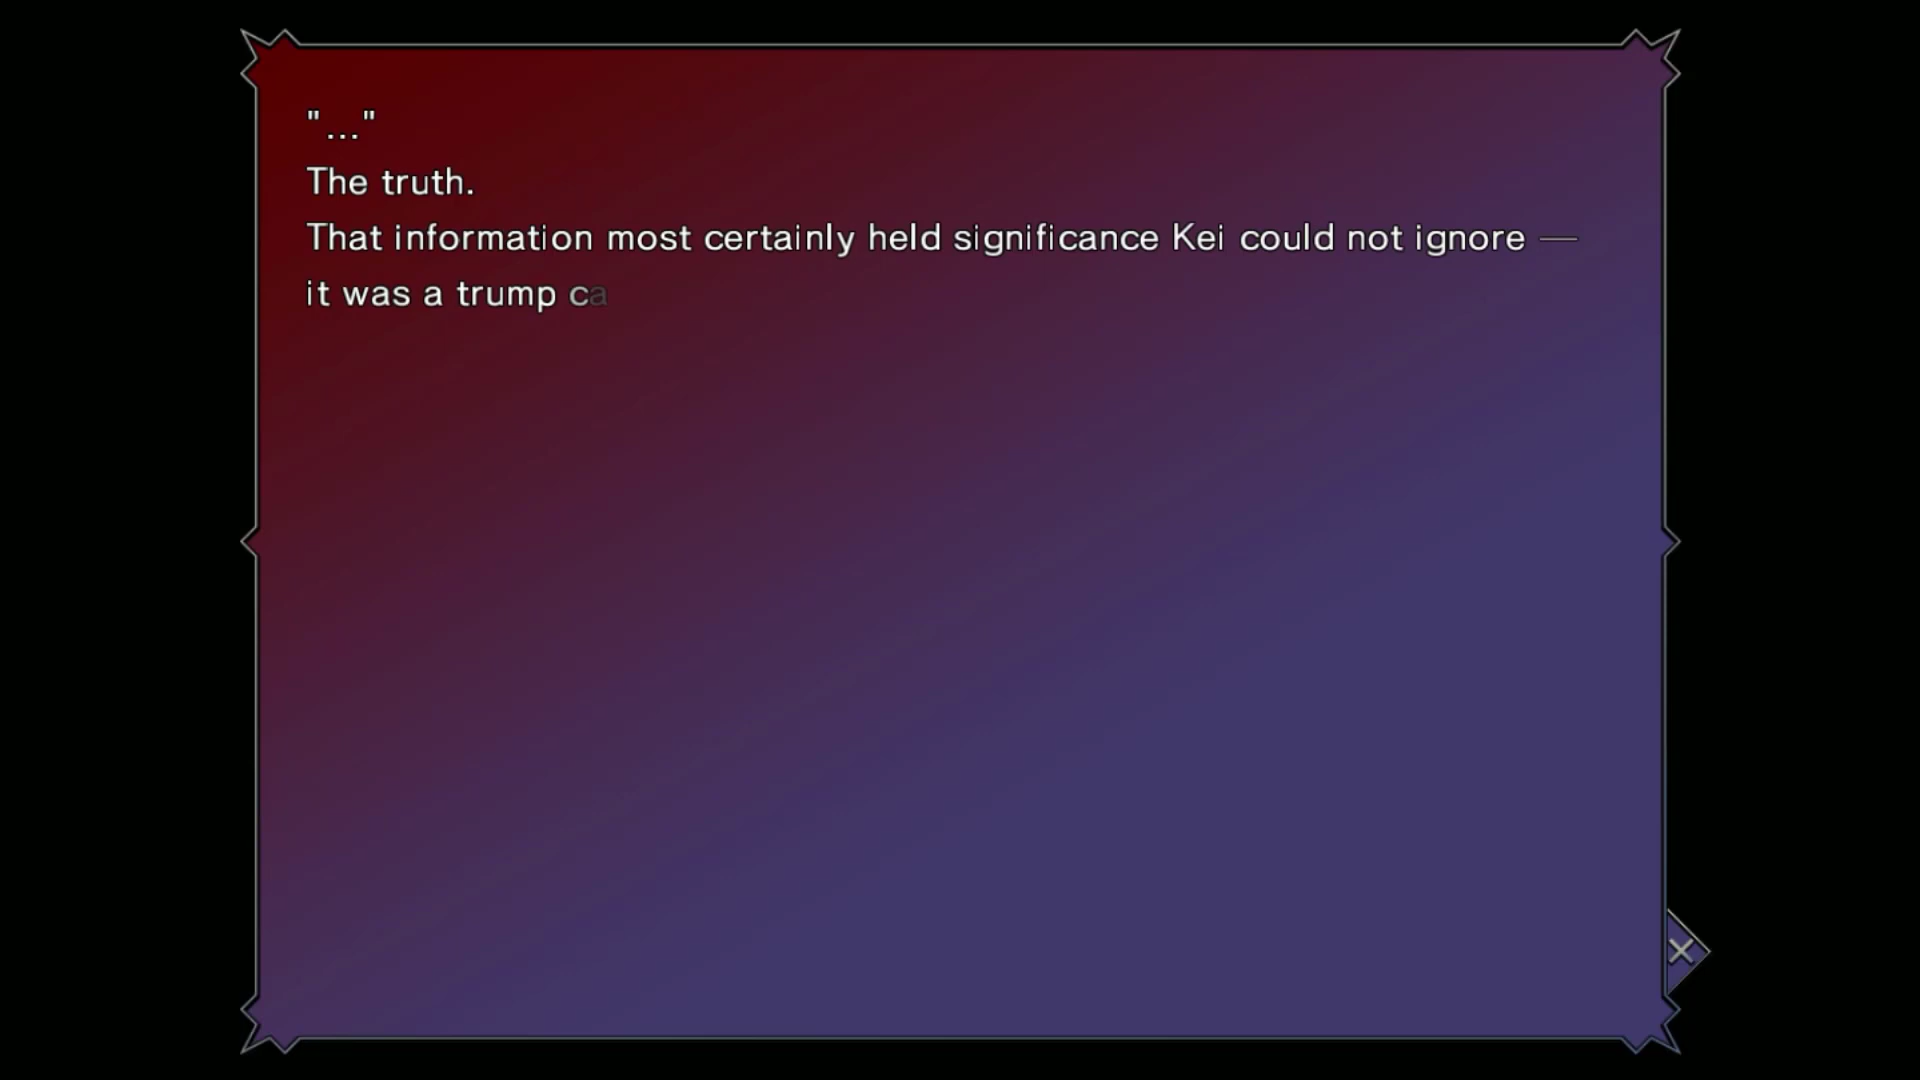 "..."
The truth.
That information most certainly held significance Kei could not ignore —
it was a trump ca